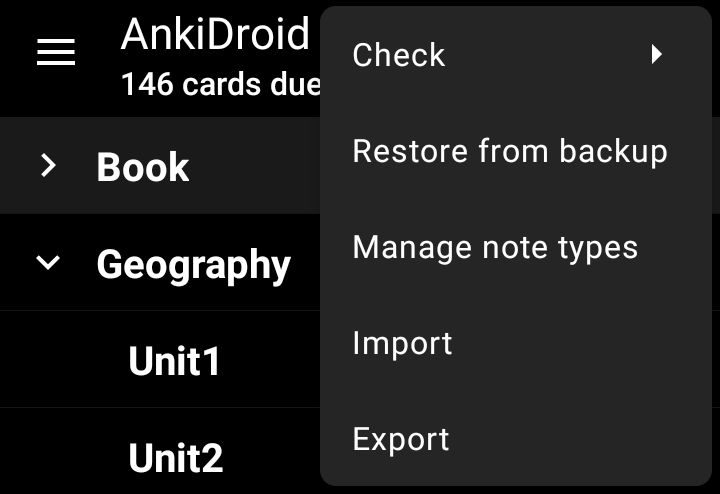 AnkiDroid
146 cards due
Book
Geography
Unit1
Unit2
Check
Restore from backup
Manage note types
Import
Export